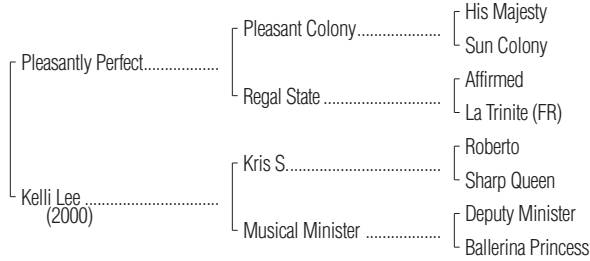 His Majesty
Pleasant Colony..................
Sun Colony
Pleasantly Perfect................
Affirmed
Regal State .........................
La Trinite (FR)
Roberto
Kris S.................................
Sharp Queen
Kelli Lee .............................
(2000)
Deputy Minister
Musical Minister ................
Ballerina Princess